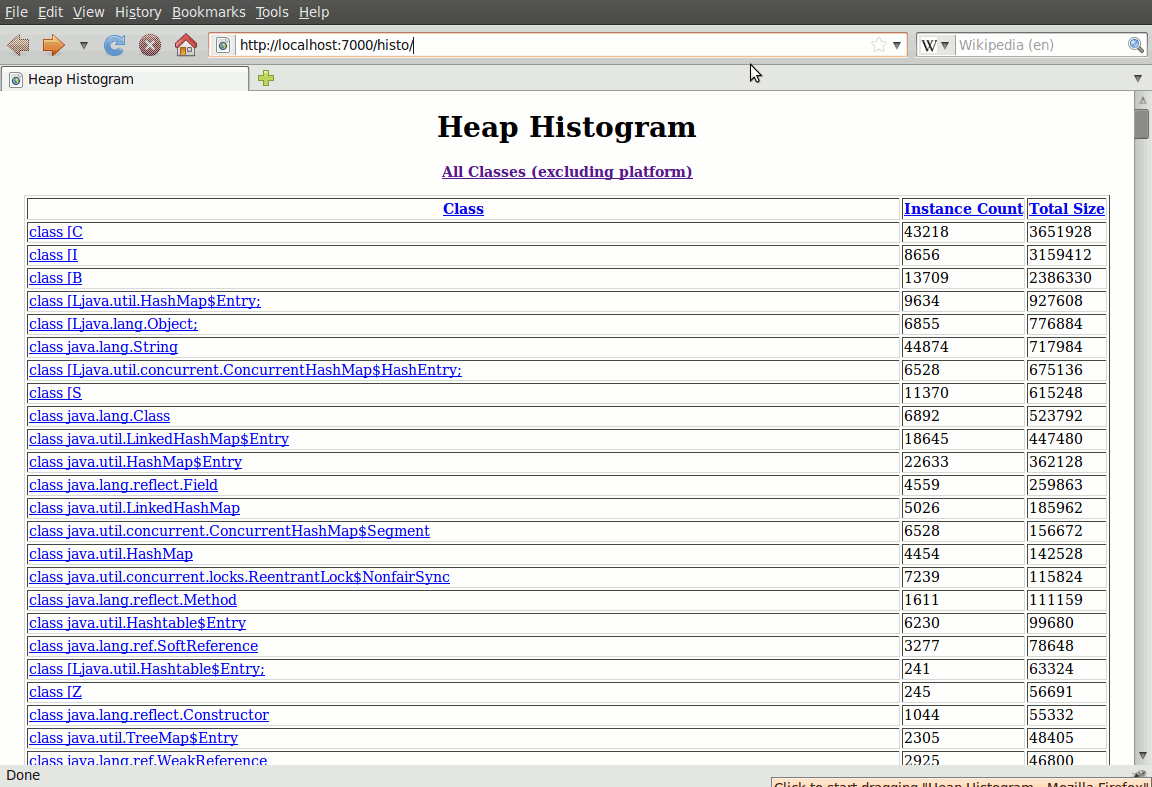 File Edit View History Bookmarks Tools Help
http://localhost:7000/histo/ W Wikipedia (en)
Heap Histogram
Heap Histogram
All Classes (excluding platform)
Class Instance Count Total Size
class [C 43218 3651928
class [I 8656 3159412
class [B 13709 2386330
class [Ljava.util.HashMap$Entry; 9634 927608
class [Ljava.lang.Object; 6855 776884
class java.lang.String 44874 717984
class [Ljava.util.concurrent.ConcurrentHashMap$HashEntry; 6528 675136
class [S 11370 615248
class java.lang.Class 6892 523792
class java.util.LinkedHashMap$Entry 18645 447480
class java.util.HashMap$Entry 22633 362128
class java.lang.reflect.Field 4559 259863
class java.util.LinkedHashMap 5026 185962
class java.util.concurrent.ConcurrentHashMap$Segment 6528 156672
class java.util.HashMap 4454 142528
class java.util.concurrent.locks.ReentrantLock$NonfairSync 7239 115824
class java.lang.reflect.Method 1611 111159
class java.util.Hashtable$Entry 6230 99680
class java.lang.ref.SoftReference 3277 78648
class [Ljava.util.Hashtable$Entry; 241 63324
class [Z 245 56691
class java.lang.reflect.Constructor 1044 55332
class java.util.TreeMap$Entry 2305 48405
class java.lang.ref.WeakReference 2925 46800
Done
Click to start dragging "Heap Histogram - Mozilla Firefox"